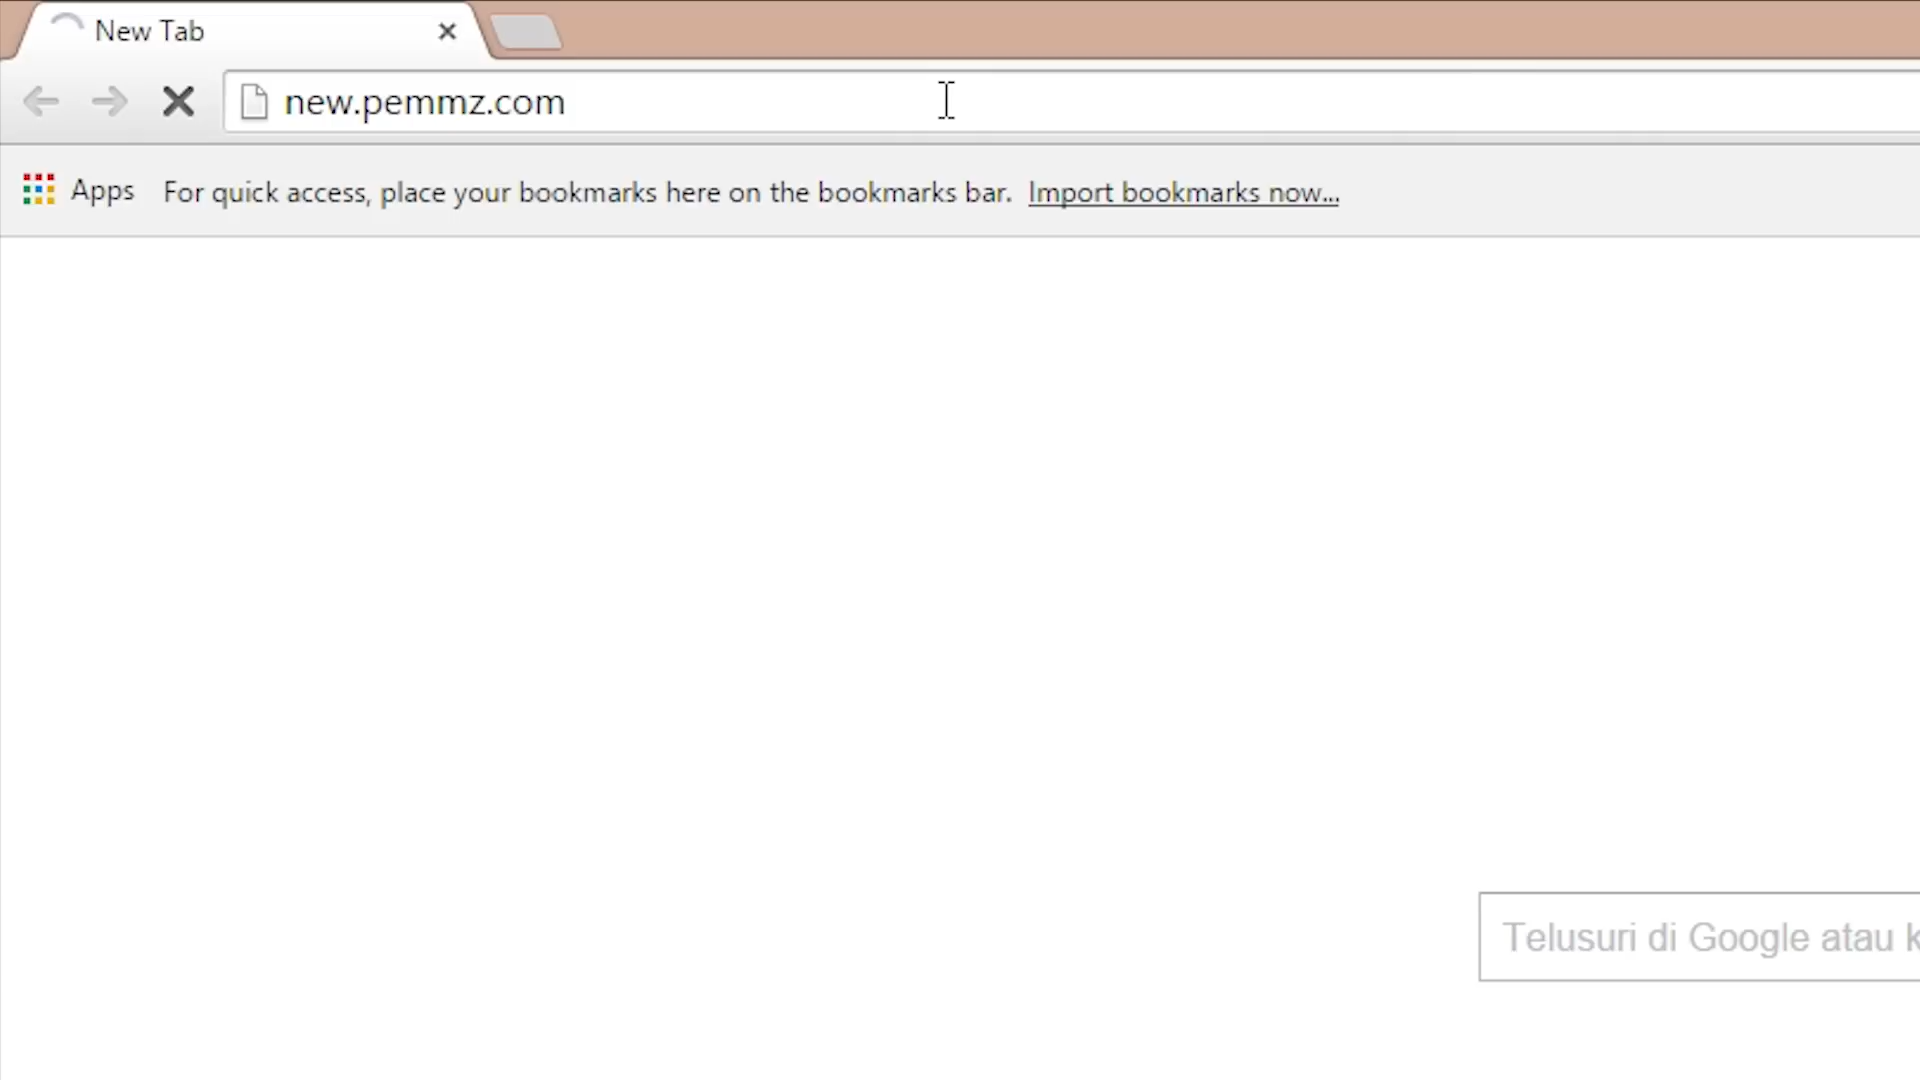 New Tab
new.pemmz.com
Apps For quick access, place your bookmarks here on the bookmarks bar. Import bookmarks now...
Telusuri di Google atau k